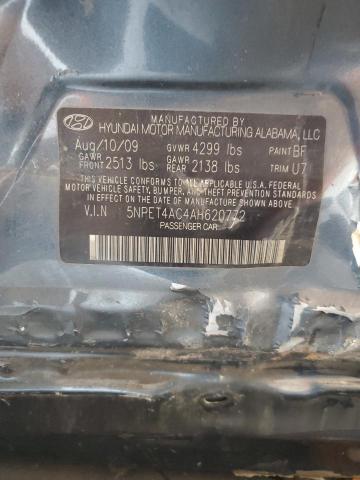 MANUFACTURED BY
HYUNDAI MOTOR MANUFACTURING ALABAMA, LLC
Aug/10/09 GVWR 4299 lbs PAINT BF
GAWR FRONT 2513 lbs GAWR REAR 2138 lbs TRIM U7
THIS VEHICLE CONFORMS TO ALL APPLICABLE U.S.A. FEDERAL
MOTOR VEHICLE SAFETY, BUMPER, AND THEFT PREVENTION STANDARDS
IN EFFECT ON THE DATE OF MANUFACTURE SHOWN ABOVE.
V.I.N 5NPET4AC4AH620772
PASSENGER CAR